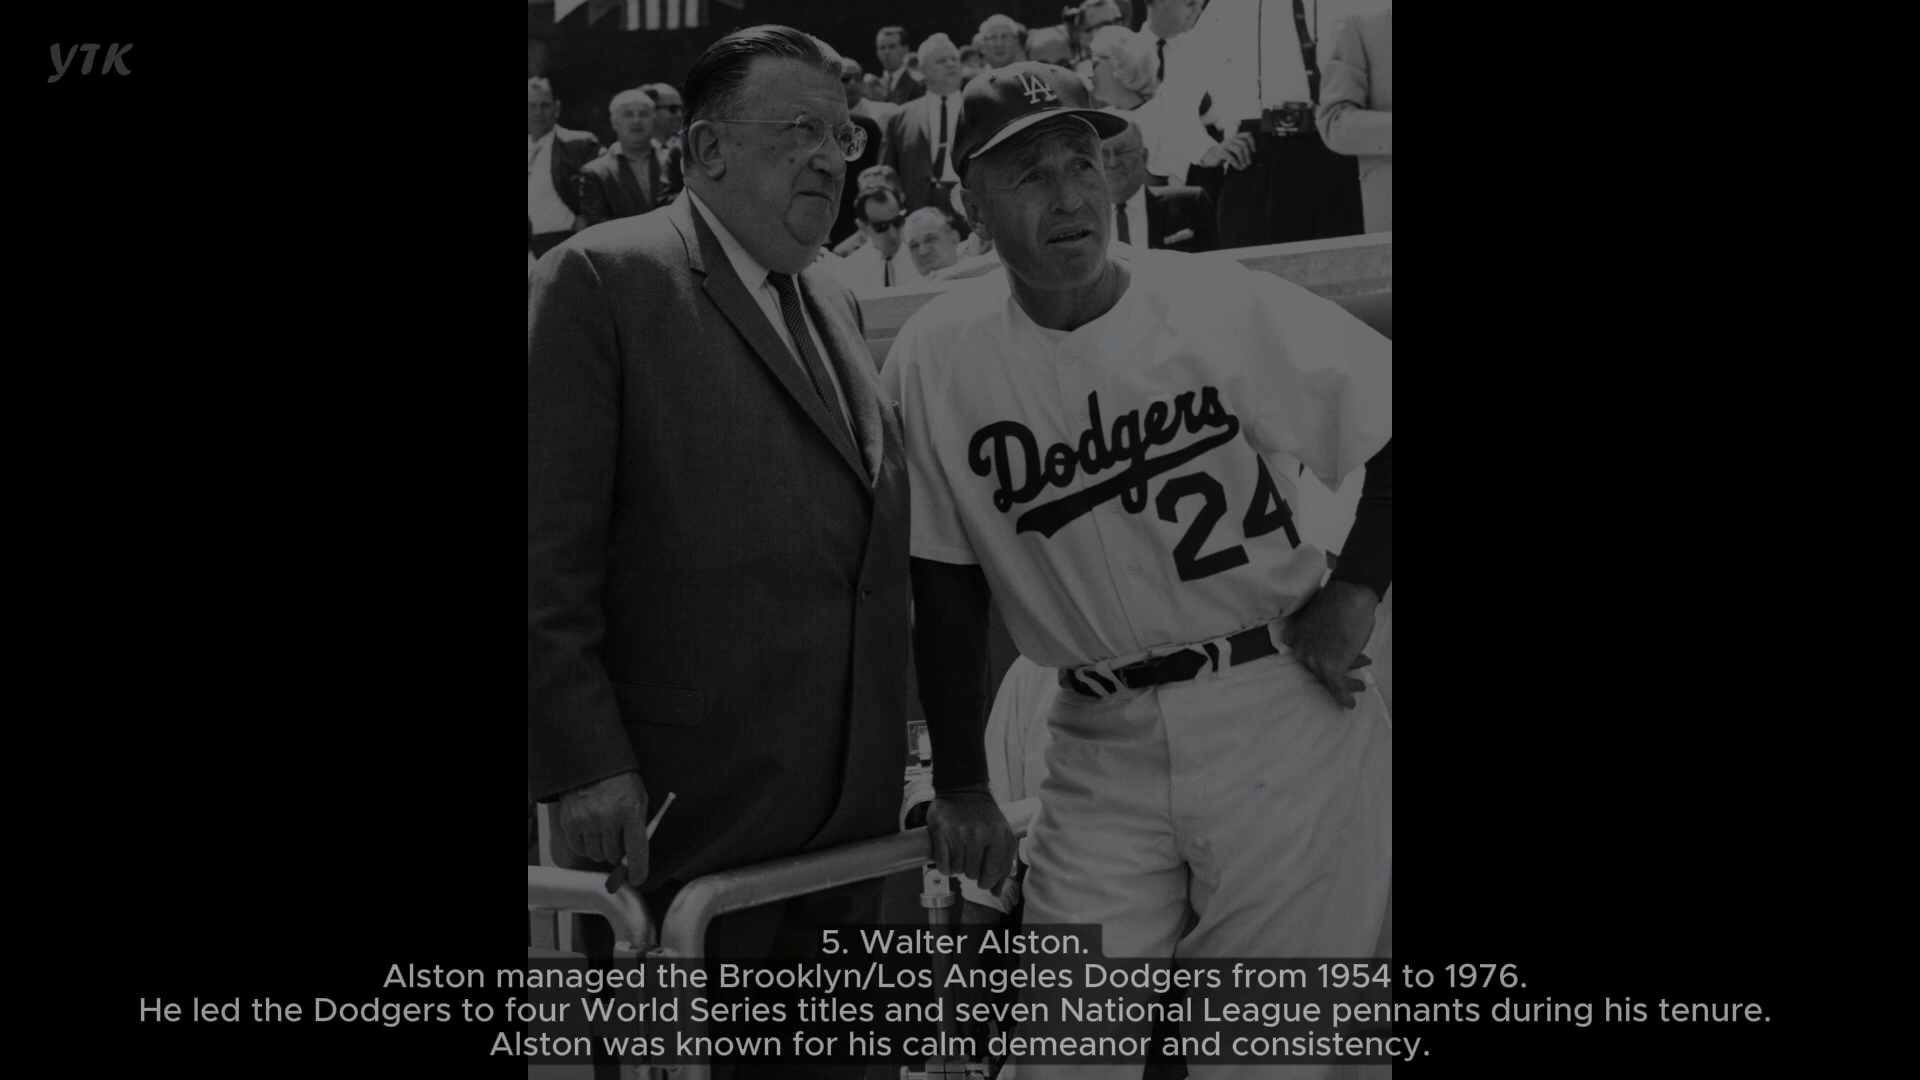 YTK
LA
Dodgers
24
5. Walter Alston.
Alston managed the Brooklyn/Los Angeles Dodgers from 1954 to 1976.
He led the Dodgers to four World Series titles and seven National League pennants during his tenure.
Alston was known for his calm demeanor and consistency.